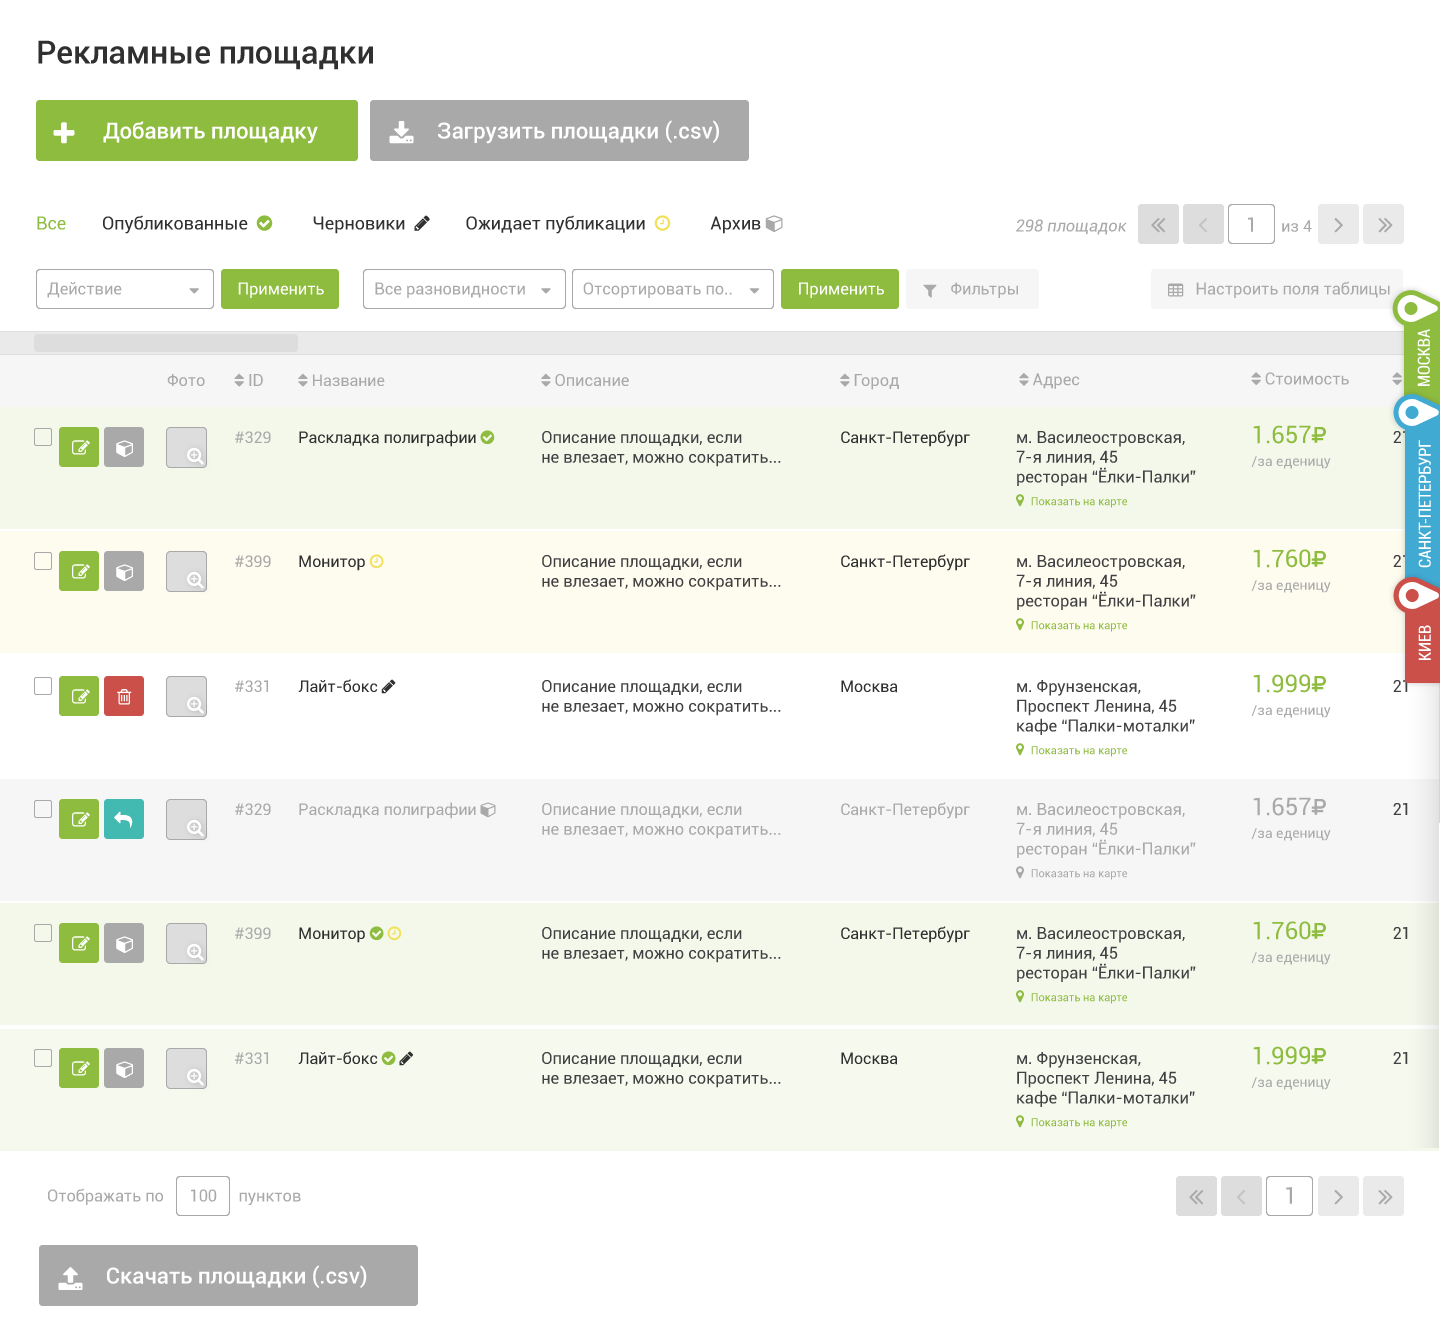 Рекламные площадки
Добавить площадку
Загрузить площадки (.csv)
Все Опубликованные Черновики Ожидает публикации Архив
298 площадок 1 из 4
Действие Применить Все разновидности Отсортировать по.. Применить Фильтры Настроить поля таблицы
Фото ID Название Описание Город Адрес Стоимость
#329 Раскладка полиграфии Описание площадки, если Санкт-Петербург м. Василеостровская, 1.657₽ 21
не влезает, можно сократить... 7-я линия, 45 /за еденицу
ресторан “Ёлки-Палки”
Показать на карте
#399 Монитор Описание площадки, если Санкт-Петербург м. Василеостровская, 1.760₽ 21
не влезает, можно сократить... 7-я линия, 45 /за еденицу
ресторан “Ёлки-Палки”
Показать на карте
#331 Лайт-бокс Описание площадки, если Москва м. Фрунзенская, 1.999₽ 21
не влезает, можно сократить... Проспект Ленина, 45 /за еденицу
кафе “Палки-моталки”
Показать на карте
#329 Раскладка полиграфии Описание площадки, если Санкт-Петербург м. Василеостровская, 1.657₽ 21
не влезает, можно сократить... 7-я линия, 45 /за еденицу
ресторан “Ёлки-Палки”
Показать на карте
#399 Монитор Описание площадки, если Санкт-Петербург м. Василеостровская, 1.760₽ 21
не влезает, можно сократить... 7-я линия, 45 /за еденицу
ресторан “Ёлки-Палки”
Показать на карте
#331 Лайт-бокс Описание площадки, если Москва м. Фрунзенская, 1.999₽ 21
не влезает, можно сократить... Проспект Ленина, 45 /за еденицу
кафе “Палки-моталки”
Показать на карте
МОСКВА
САНКТ-ПЕТЕРБУРГ
КИЕВ
Отображать по 100 пунктов 1
Скачать площадки (.csv)